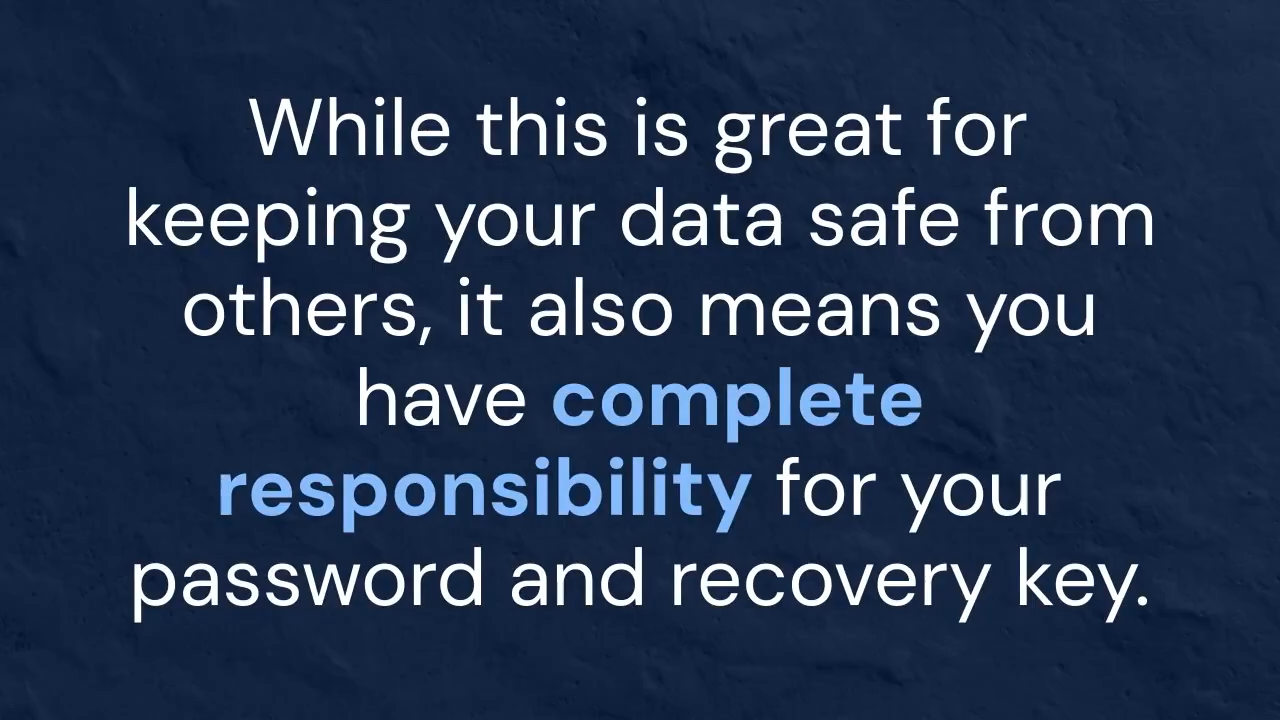 While this is great for
keeping your data safe from
others, it also means you
have complete
responsibility for your
password and recovery key.